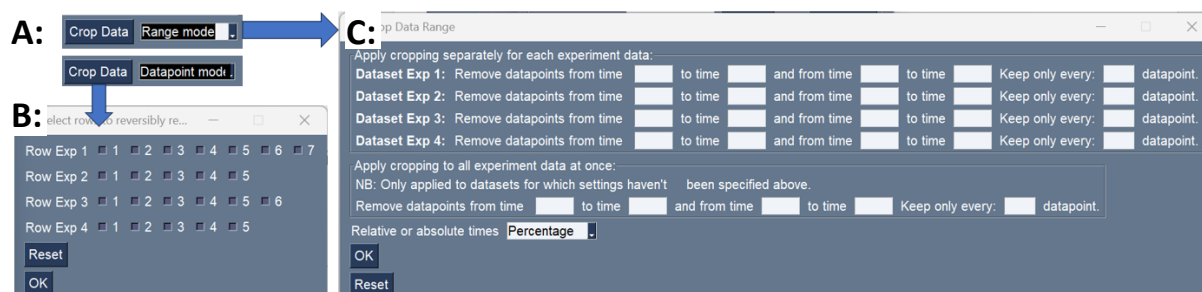 A:
Crop Data Range mode
Crop Data Datapoint mode
B:
elect row to reversibly re...
Row Exp 1 1 2 3 4 5 6 7
Row Exp 2 1 2 3 4 5
Row Exp 3 1 2 3 4 5 6
Row Exp 4 1 2 3 4 5
Reset
OK
C:
op Data Range
Apply cropping separately for each experiment data:
Dataset Exp 1: Remove datapoints from time to time and from time to time Keep only every: datapoint.
Dataset Exp 2: Remove datapoints from time to time and from time to time Keep only every: datapoint.
Dataset Exp 3: Remove datapoints from time to time and from time to time Keep only every: datapoint.
Dataset Exp 4: Remove datapoints from time to time and from time to time Keep only every: datapoint.
Apply cropping to all experiment data at once:
NB: Only applied to datasets for which settings haven't been specified above.
Remove datapoints from time to time and from time to time Keep only every: datapoint.
Relative or absolute times Percentage
OK
Reset